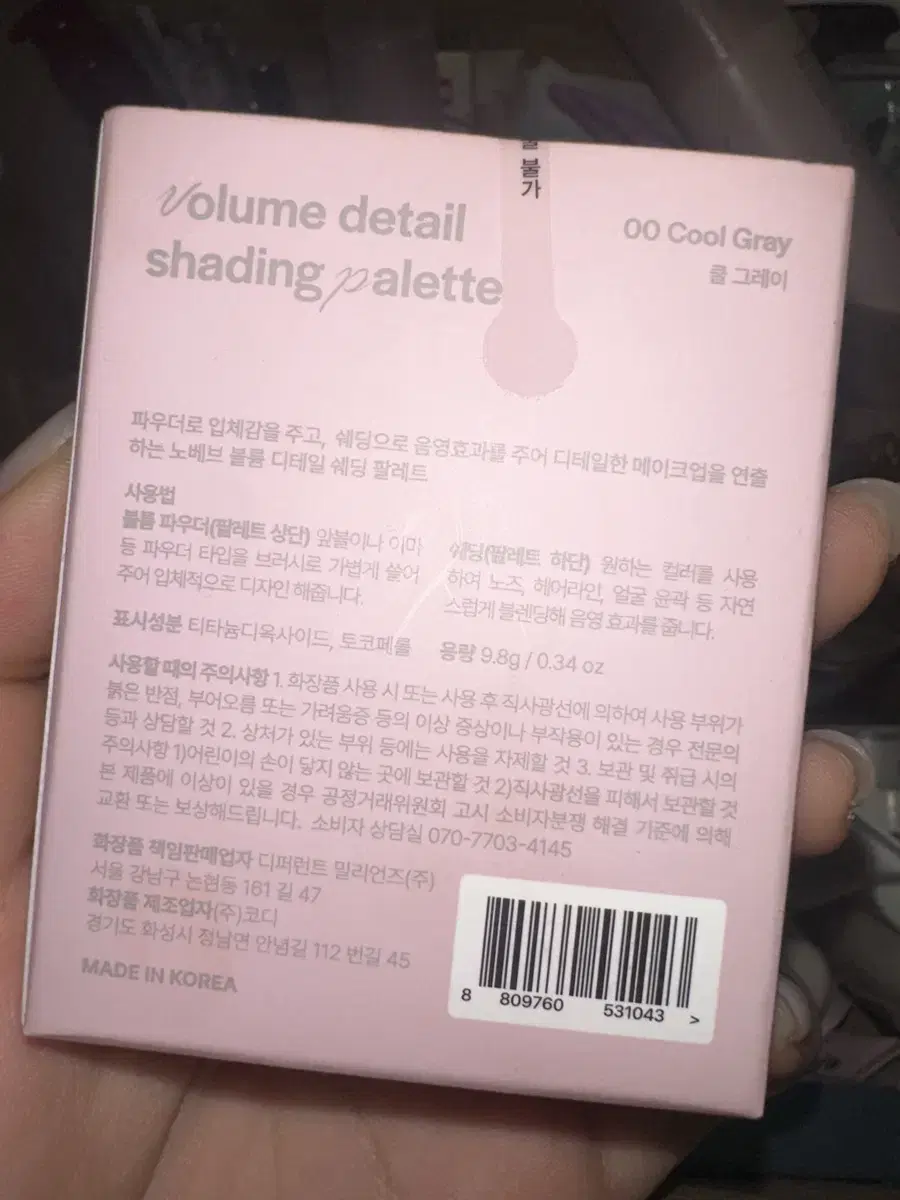 불가
Volume detail
shading palette
00 Cool Gray
쿨 그레이
파우더로 입체감을 주고, 쉐딩으로 음영효과를 주어 디테일한 메이크업을 연출
하는 노베브 볼륨 디테일 쉐딩 팔레트
사용법
볼륨 파우더(팔레트 상단) 앞볼이나 이마
등 파우더 타입을 브러시로 가볍게 쓸어
주어 입체적으로 디자인 해줍니다.
쉐딩(팔레트 하단) 원하는 컬러를 사용
하여 노즈, 헤어라인, 얼굴 윤곽 등 자연
스럽게 블렌딩해 음영 효과를 줍니다.
표시성분 티타늄디옥사이드, 토코페롤
용량 9.8g / 0.34 oz
사용할 때의 주의사항 1. 화장품 사용 시 또는 사용 후 직사광선에 의하여 사용 부위가
붉은 반점, 부어오름 또는 가려움증 등의 이상 증상이나 부작용이 있는 경우 전문의
등과 상담할 것 2. 상처가 있는 부위 등에는 사용을 자제할 것 3. 보관 및 취급 시의
주의사항 1)어린이의 손이 닿지 않는 곳에 보관할 것 2)직사광선을 피해서 보관할 것
본 제품에 이상이 있을 경우 공정거래위원회 고시 소비자분쟁 해결 기준에 의해
교환 또는 보상해드립니다. 소비자 상담실 070-7703-4145
화장품 책임판매업자 디퍼런트 밀리언즈(주)
서울 강남구 논현동 161 길 47
화장품 제조업자(주)코디
경기도 화성시 정남면 안녕길 112 번길 45
MADE IN KOREA
8 809760 531043 >